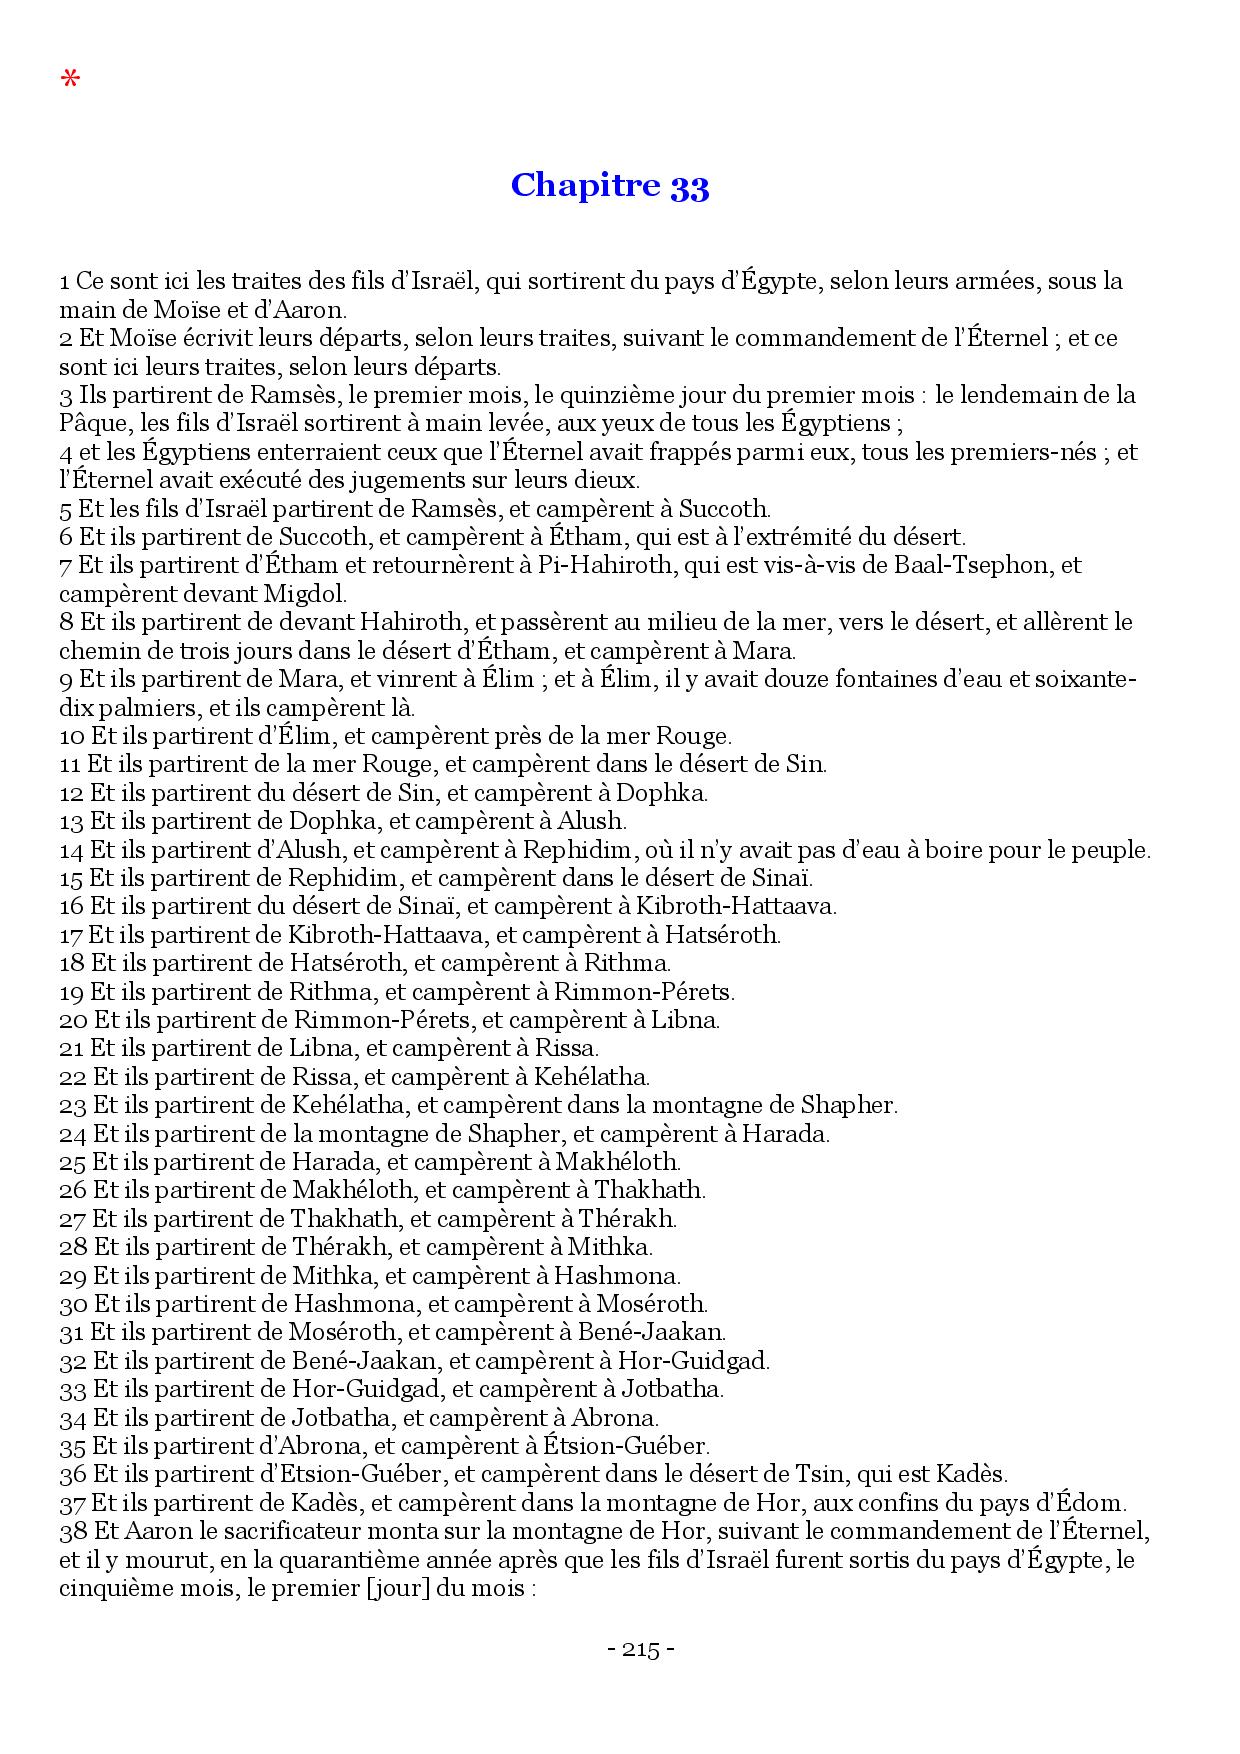 *
Chapitre 33
1 Ce sont ici les traites des fils d’Israël, qui sortirent du pays d’Égypte, selon leurs armées, sous la
main de Moïse et d’Aaron.
2 Et Moïse écrivit leurs départs, selon leurs traites, suivant le commandement de l’Éternel ; et ce
sont ici leurs traites, selon leurs départs.
3 Ils partirent de Ramsès, le premier mois, le quinzième jour du premier mois : le lendemain de la
Pâque, les fils d’Israël sortirent à main levée, aux yeux de tous les Égyptiens ;
4 et les Égyptiens enterraient ceux que l’Éternel avait frappés parmi eux, tous les premiers-nés ; et
l’Éternel avait exécuté des jugements sur leurs dieux.
5 Et les fils d’Israël partirent de Ramsès, et campèrent à Succoth.
6 Et ils partirent de Succoth, et campèrent à Étham, qui est à l’extrémité du désert.
7 Et ils partirent d’Étham et retournèrent à Pi-Hahiroth, qui est vis-à-vis de Baal-Tsephon, et
campèrent devant Migdol.
8 Et ils partirent de devant Hahiroth, et passèrent au milieu de la mer, vers le désert, et allèrent le
chemin de trois jours dans le désert d’Étham, et campèrent à Mara.
9 Et ils partirent de Mara, et vinrent à Élim ; et à Élim, il y avait douze fontaines d’eau et soixante-
dix palmiers, et ils campèrent là.
10 Et ils partirent d’Élim, et campèrent près de la mer Rouge.
11 Et ils partirent de la mer Rouge, et campèrent dans le désert de Sin.
12 Et ils partirent du désert de Sin, et campèrent à Dophka.
13 Et ils partirent de Dophka, et campèrent à Alush.
14 Et ils partirent d’Alush, et campèrent à Rephidim, où il n’y avait pas d’eau à boire pour le peuple.
15 Et ils partirent de Rephidim, et campèrent dans le désert de Sinaï.
16 Et ils partirent du désert de Sinaï, et campèrent à Kibroth-Hattaava.
17 Et ils partirent de Kibroth-Hattaava, et campèrent à Hatséroth.
18 Et ils partirent de Hatséroth, et campèrent à Rithma.
19 Et ils partirent de Rithma, et campèrent à Rimmon-Pérets.
20 Et ils partirent de Rimmon-Pérets, et campèrent à Libna.
21 Et ils partirent de Libna, et campèrent à Rissa.
22 Et ils partirent de Rissa, et campèrent à Kehélatha.
23 Et ils partirent de Kehélatha, et campèrent dans la montagne de Shapher.
24 Et ils partirent de la montagne de Shapher, et campèrent à Harada.
25 Et ils partirent de Harada, et campèrent à Makhéloth.
26 Et ils partirent de Makhéloth, et campèrent à Thakhath.
27 Et ils partirent de Thakhath, et campèrent à Thérakh.
28 Et ils partirent de Thérakh, et campèrent à Mithka.
29 Et ils partirent de Mithka, et campèrent à Hashmona.
30 Et ils partirent de Hashmona, et campèrent à Moséroth.
31 Et ils partirent de Moséroth, et campèrent à Bené-Jaakan.
32 Et ils partirent de Bené-Jaakan, et campèrent à Hor-Guidgad.
33 Et ils partirent de Hor-Guidgad, et campèrent à Jotbatha.
34 Et ils partirent de Jotbatha, et campèrent à Abrona.
35 Et ils partirent d’Abrona, et campèrent à Étsion-Guéber.
36 Et ils partirent d’Etsion-Guéber, et campèrent dans le désert de Tsin, qui est Kadès.
37 Et ils partirent de Kadès, et campèrent dans la montagne de Hor, aux confins du pays d’Édom.
38 Et Aaron le sacrificateur monta sur la montagne de Hor, suivant le commandement de l’Éternel,
et il y mourut, en la quarantième année après que les fils d’Israël furent sortis du pays d’Égypte, le
cinquième mois, le premier [jour] du mois :
- 215 -